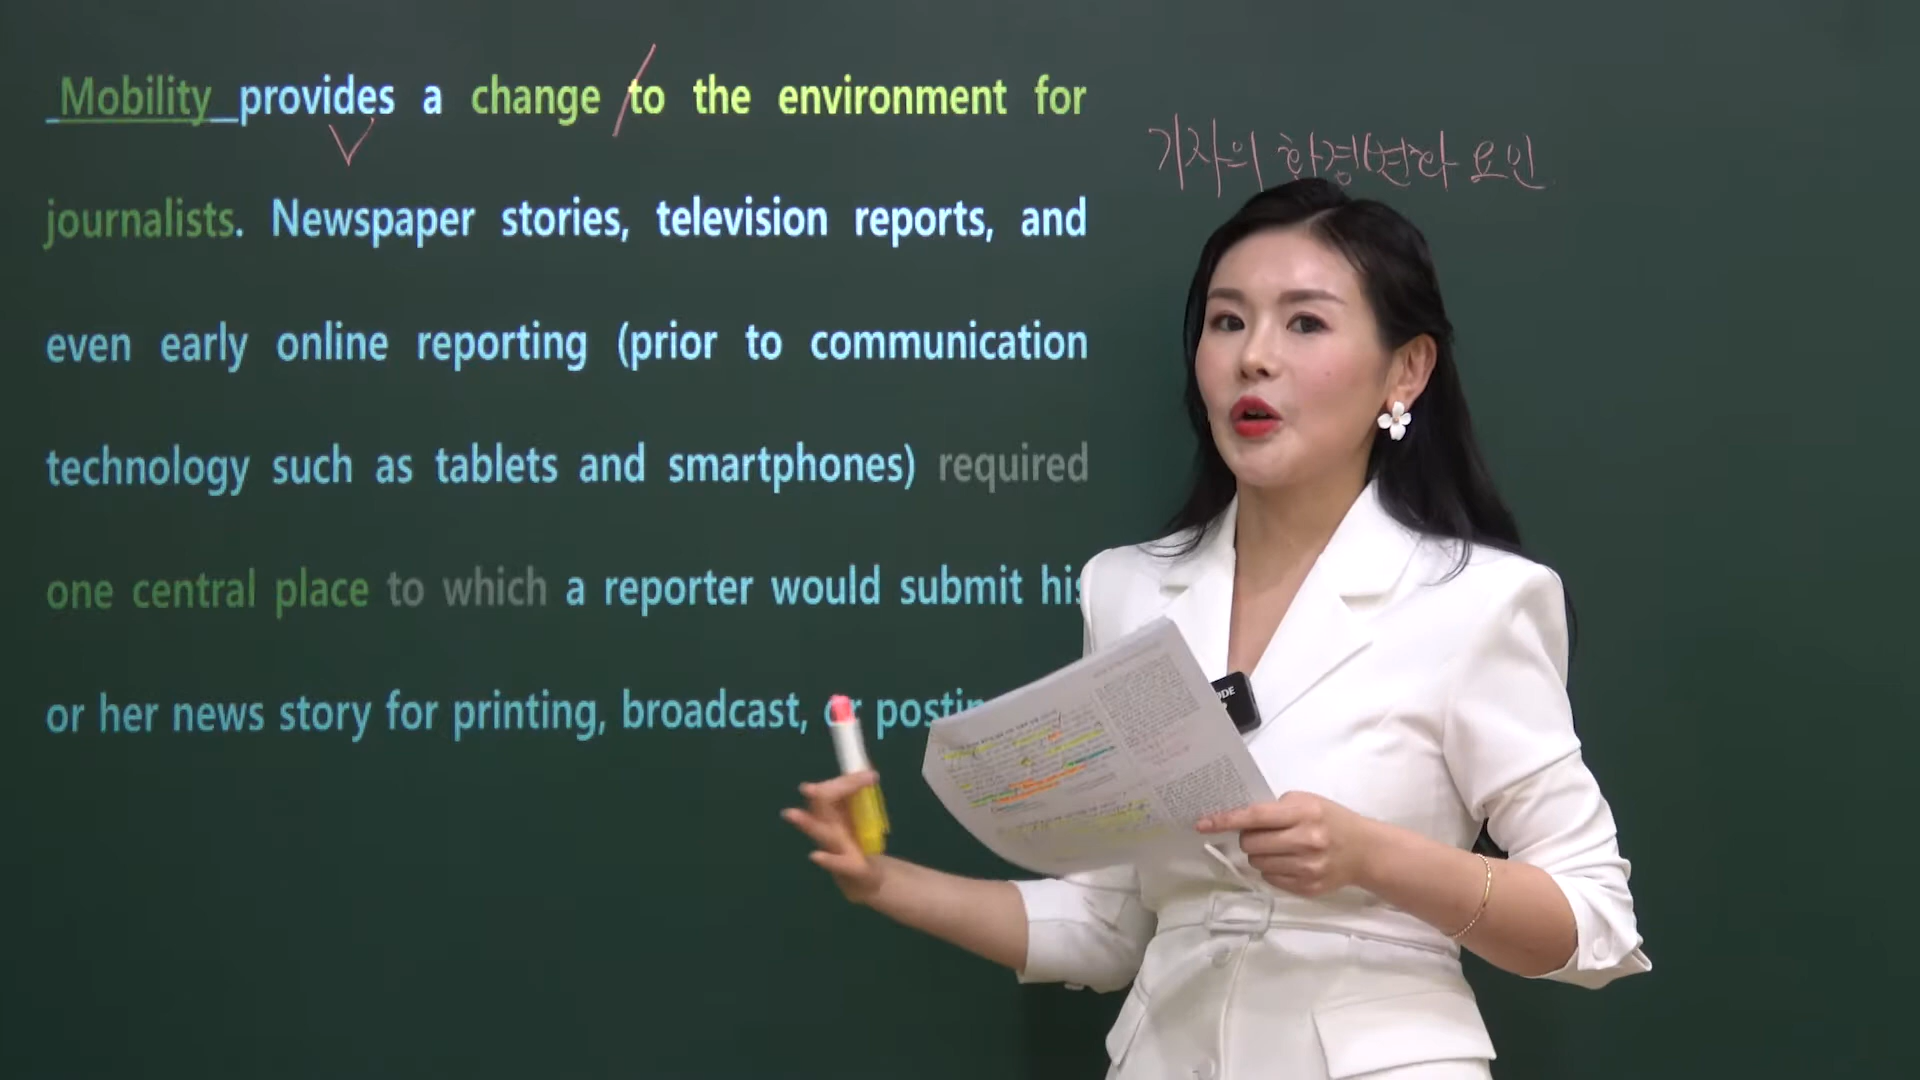 Mobility provides a change to the environment for
기자의 환경변화 요인
journalists. Newspaper stories, television reports, and
even early online reporting (prior to communication
technology such as tablets and smartphones) required
one central place to which a reporter would submit his
or her news story for printing, broadcast, or